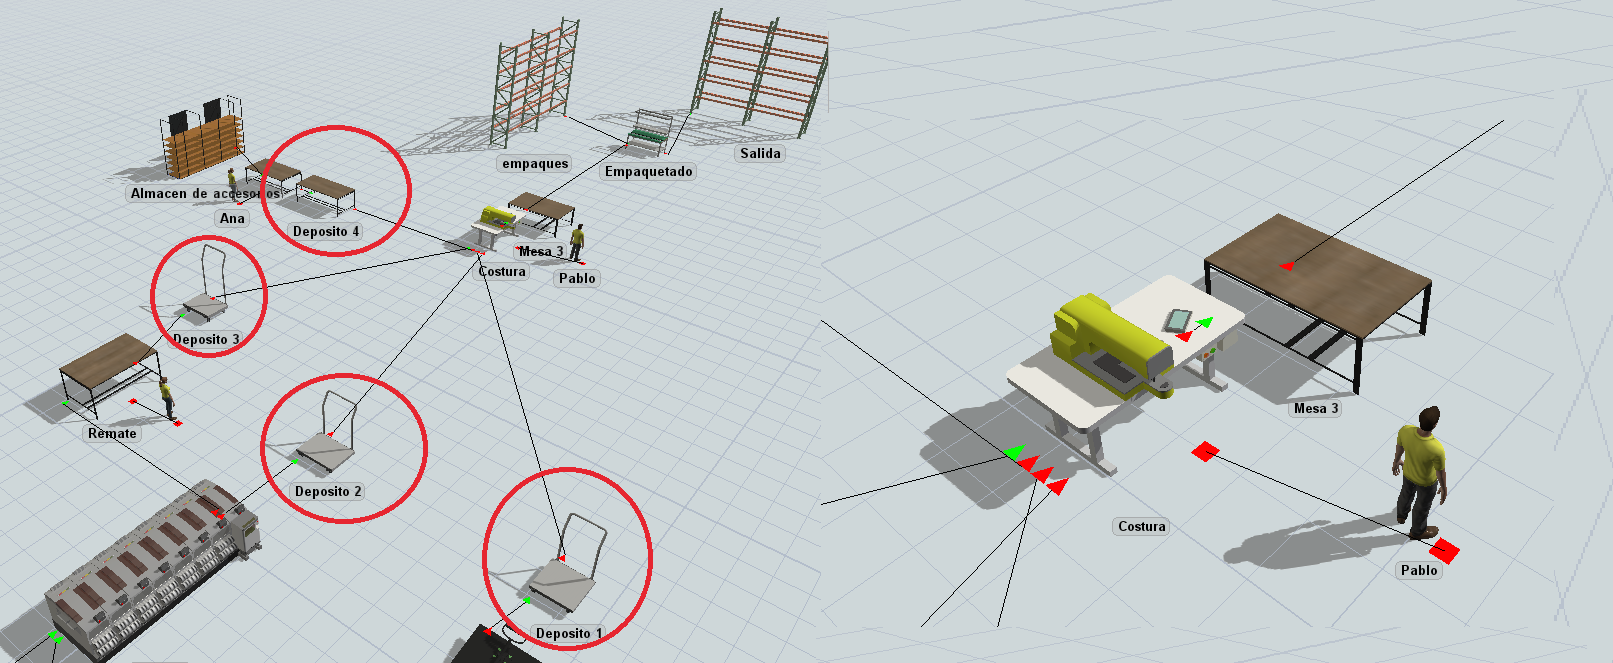 empaques
Salida
Empaquetado
Almacen de accesorios
Ana
Deposito 4
Mesa 3
Costura
Pablo
Deposito 3
Remate
Deposito 2
Deposito 1
Mesa 3
Costura
Pablo